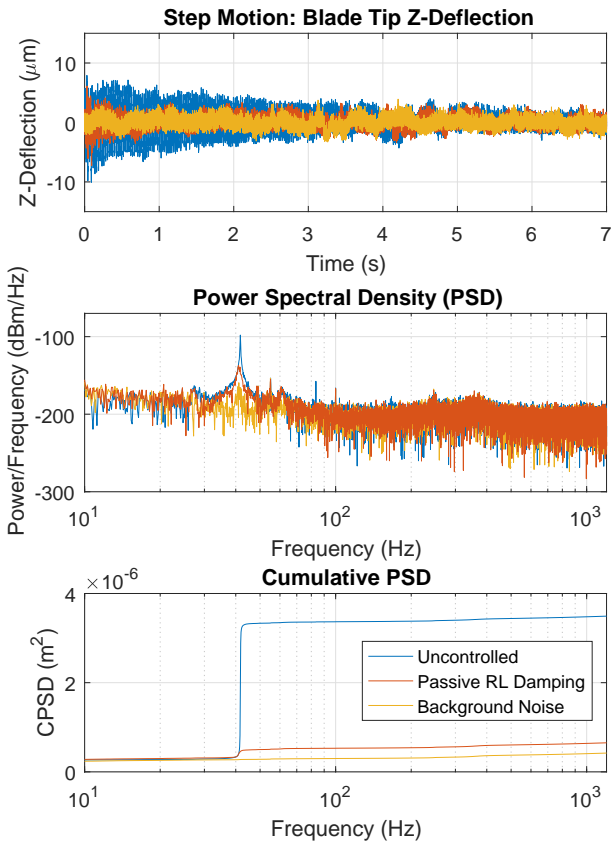 Step Motion: Blade Tip Z-Deflection
Z-Deflection (μm)
10
0
-10
0 1 2 3 4 5 6 7
Time (s)
Power Spectral Density (PSD)
Power/Frequency (dBm/Hz)
-100
-200
-300
10^1 10^2 10^3
Frequency (Hz)
Cumulative PSD
× 10^-6
CPSD (m^2)
4
2
0
Uncontrolled
Passive RL Damping
Background Noise
10^1 10^2 10^3
Frequency (Hz)